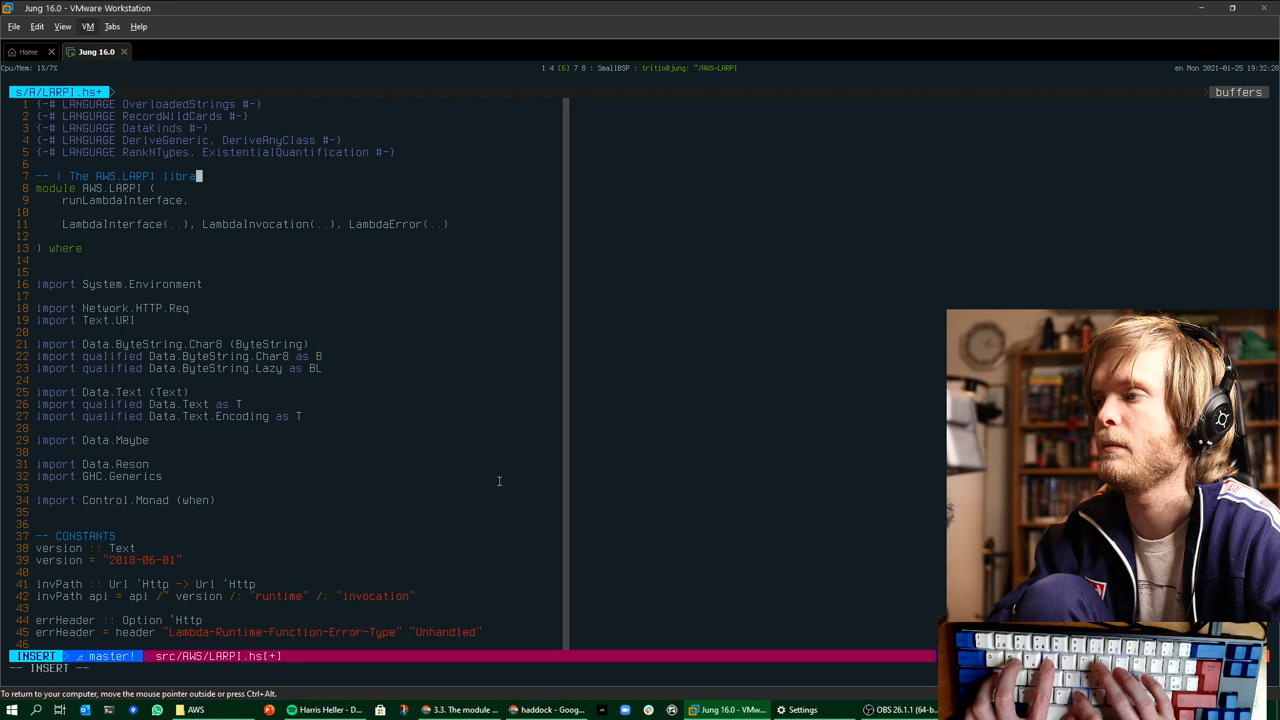 Jung 16.0 - VMware Workstation
File Edit View VM Tabs Help
Home Jung 16.0
Cpu/Mem: 1%/7% 1 4 [6] 7 8 : SmallBSP : tritlo@jung: ~/AWS-LARPI en Mon 2021-01-25 19:32:20
s/A/LARPI.hs+ buffers
1 {-# LANGUAGE OverloadedStrings #-}
2 {-# LANGUAGE RecordWildCards #-}
3 {-# LANGUAGE DataKinds #-}
4 {-# LANGUAGE DeriveGeneric, DeriveAnyClass #-}
5 {-# LANGUAGE RankNTypes, ExistentialQuantification #-}
6
7 -- | The AWS.LARPI libra
8 module AWS.LARPI (
9 runLambdaInterface,
10
11 LambdaInterface(..), LambdaInvocation(..), LambdaError(..)
12
13 ) where
14
15
16 import System.Environment
17
18 import Network.HTTP.Req
19 import Text.URI
20
21 import Data.ByteString.Char8 (ByteString)
22 import qualified Data.ByteString.Char8 as B
23 import qualified Data.ByteString.Lazy as BL
24
25 import Data.Text (Text)
26 import qualified Data.Text as T
27 import qualified Data.Text.Encoding as T
28
29 import Data.Maybe
30
31 import Data.Aeson
32 import GHC.Generics
33
34 import Control.Monad (when)
35
36
37 -- CONSTANTS
38 version :: Text
39 version = "2018-06-01"
40
41 invPath :: Url 'Http -> Url 'Http
42 invPath api = api /~ version /: "runtime" /: "invocation"
43
44 errHeader :: Option 'Http
45 errHeader = header "Lambda-Runtime-Function-Error-Type" "Unhandled"
46
INSERT master! src/AWS/LARPI.hs[+]
-- INSERT --
To return to your computer, move the mouse pointer outside or press Ctrl+Alt.
AWS Harris Heller - D... 3.3. The module ... haddock - Goog... Jung 16.0 - VMw... Settings OBS 26.1.1 (64-b...